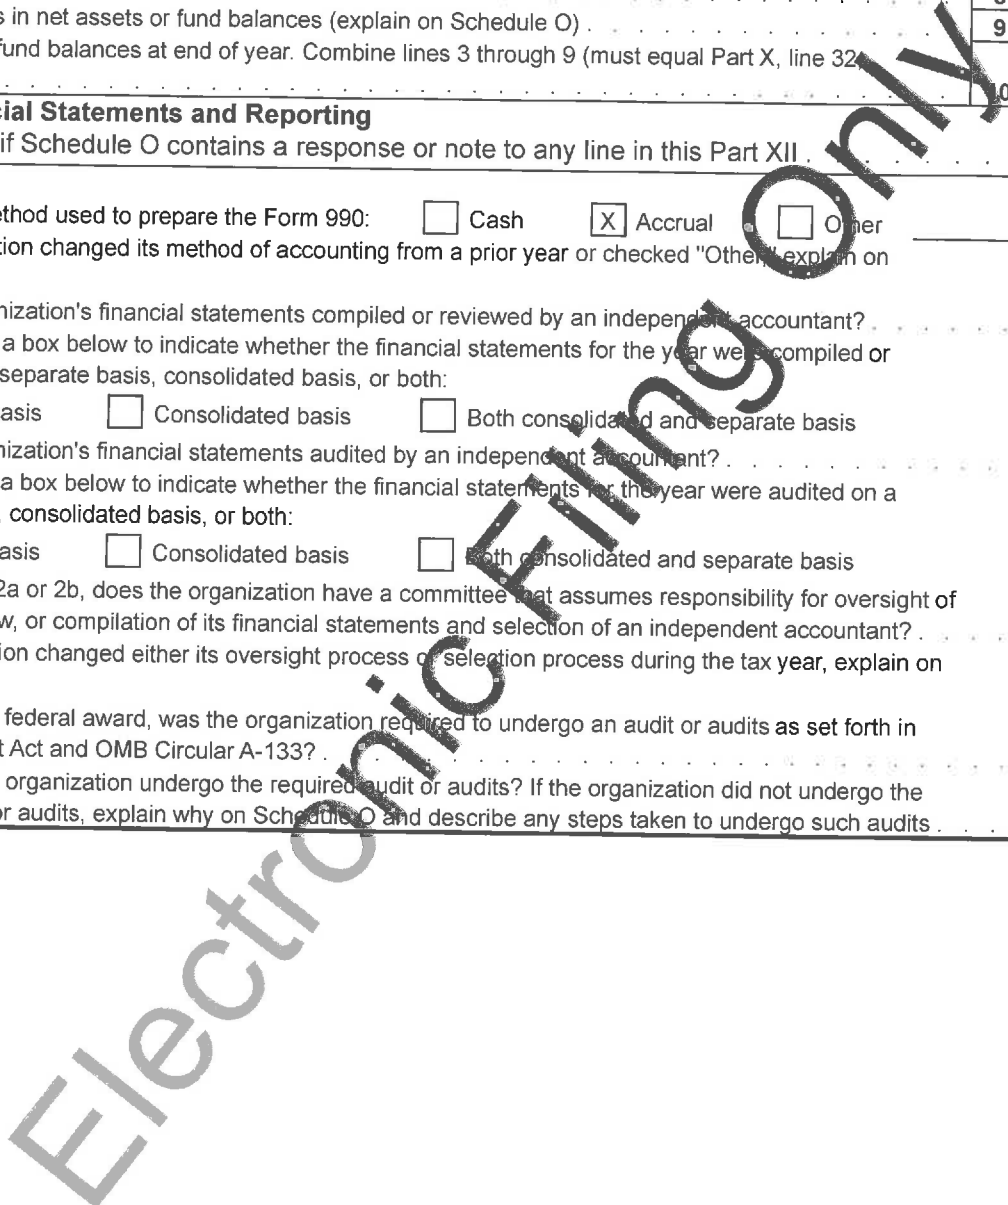 s in net assets or fund balances (explain on Schedule O) . . . . . . . . . . . . . 9
fund balances at end of year. Combine lines 3 through 9 (must equal Part X, line 32
. . . . . . . . . . . . . . . . . . . . . . . . . . . . . . 10
cial Statements and Reporting
if Schedule O contains a response or note to any line in this Part XII . . . . . .
ethod used to prepare the Form 990: Cash X Accrual Other
tion changed its method of accounting from a prior year or checked "Other," explain on
nization's financial statements compiled or reviewed by an independent accountant? . . . . .
a box below to indicate whether the financial statements for the year were compiled or
separate basis, consolidated basis, or both:
asis Consolidated basis Both consolidated and separate basis
nization's financial statements audited by an independent accountant? . . . . . . . . . .
a box below to indicate whether the financial statements for the year were audited on a
, consolidated basis, or both:
asis Consolidated basis Both consolidated and separate basis
2a or 2b, does the organization have a committee that assumes responsibility for oversight of
w, or compilation of its financial statements and selection of an independent accountant? . .
ion changed either its oversight process or selection process during the tax year, explain on
federal award, was the organization required to undergo an audit or audits as set forth in
t Act and OMB Circular A-133? . . . . . . . . . . . . . . . . . . . . . . .
organization undergo the required audit or audits? If the organization did not undergo the
or audits, explain why on Schedule O and describe any steps taken to undergo such audits . . .
Electronic Filing Only